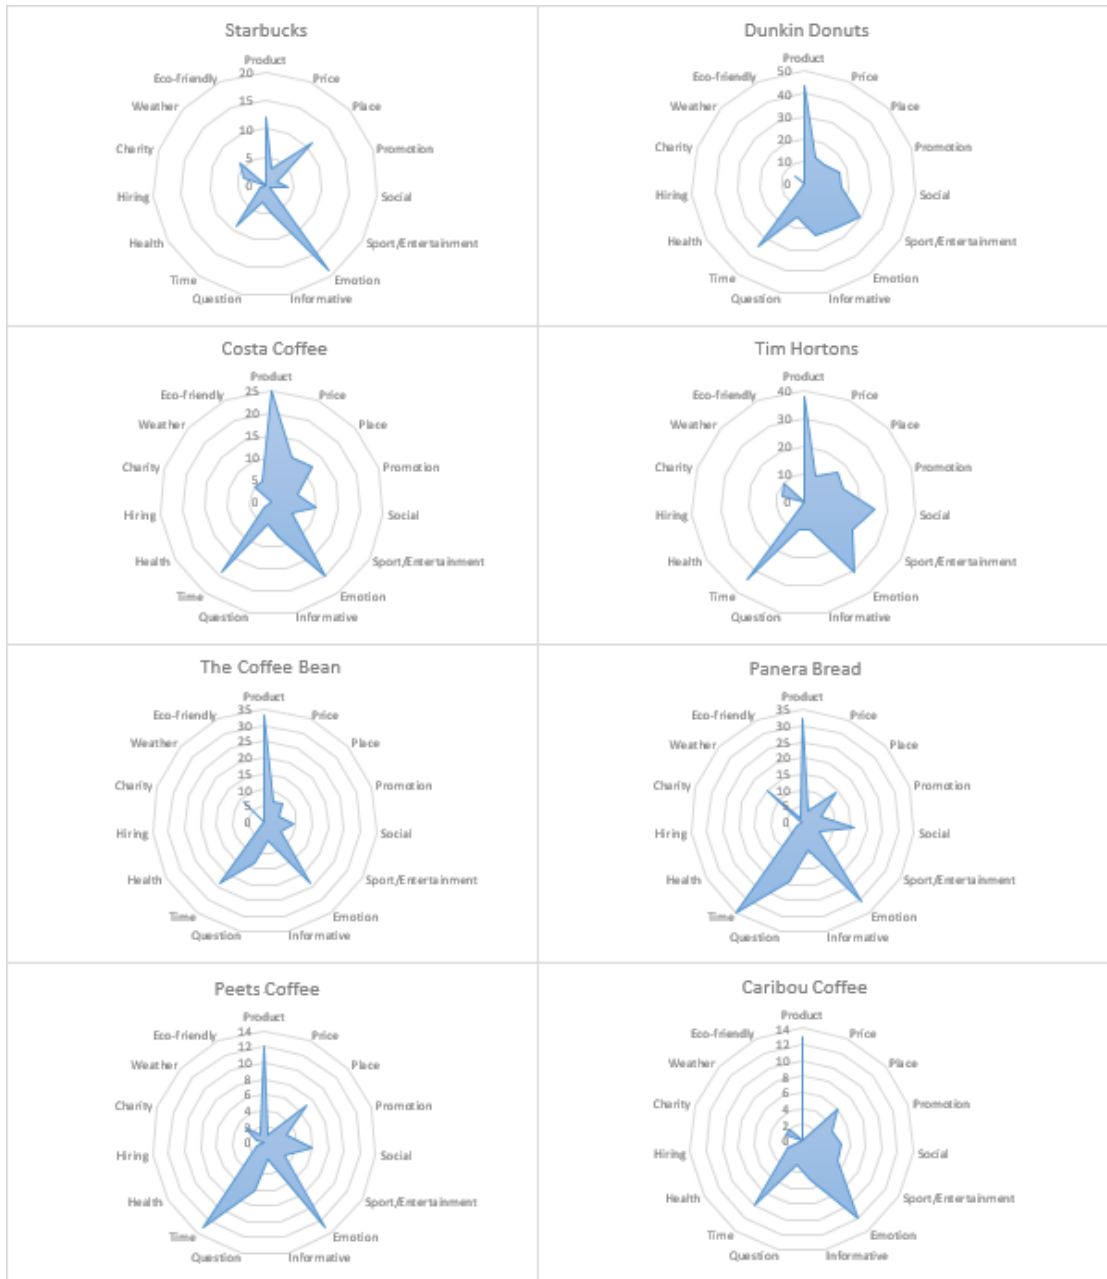 Starbucks
Product
Price
Place
Promotion
Social
Sport/Entertainment
Emotion
Informative
Question
Time
Health
Hiring
Charity
Weather
Eco-friendly
20
15
10
5
0
Dunkin Donuts
Product
Price
Place
Promotion
Social
Sport/Entertainment
Emotion
Informative
Question
Time
Health
Hiring
Charity
Weather
Eco-friendly
50
40
30
20
10
0
Costa Coffee
Product
Price
Place
Promotion
Social
Sport/Entertainment
Emotion
Informative
Question
Time
Health
Hiring
Charity
Weather
Eco-friendly
25
20
15
10
5
0
Tim Hortons
Product
Price
Place
Promotion
Social
Sport/Entertainment
Emotion
Informative
Question
Time
Health
Hiring
Charity
Weather
Eco-friendly
40
30
20
10
0
The Coffee Bean
Product
Price
Place
Promotion
Social
Sport/Entertainment
Emotion
Informative
Question
Time
Health
Hiring
Charity
Weather
Eco-friendly
35
30
25
20
15
10
5
0
Panera Bread
Product
Price
Place
Promotion
Social
Sport/Entertainment
Emotion
Informative
Question
Time
Health
Hiring
Charity
Weather
Eco-friendly
35
30
25
20
15
10
5
0
Peets Coffee
Product
Price
Place
Promotion
Social
Sport/Entertainment
Emotion
Informative
Question
Time
Health
Hiring
Charity
Weather
Eco-friendly
14
12
10
8
6
4
2
0
Caribou Coffee
Product
Price
Place
Promotion
Social
Sport/Entertainment
Emotion
Informative
Question
Time
Health
Hiring
Charity
Weather
Eco-friendly
14
12
10
8
6
4
2
0